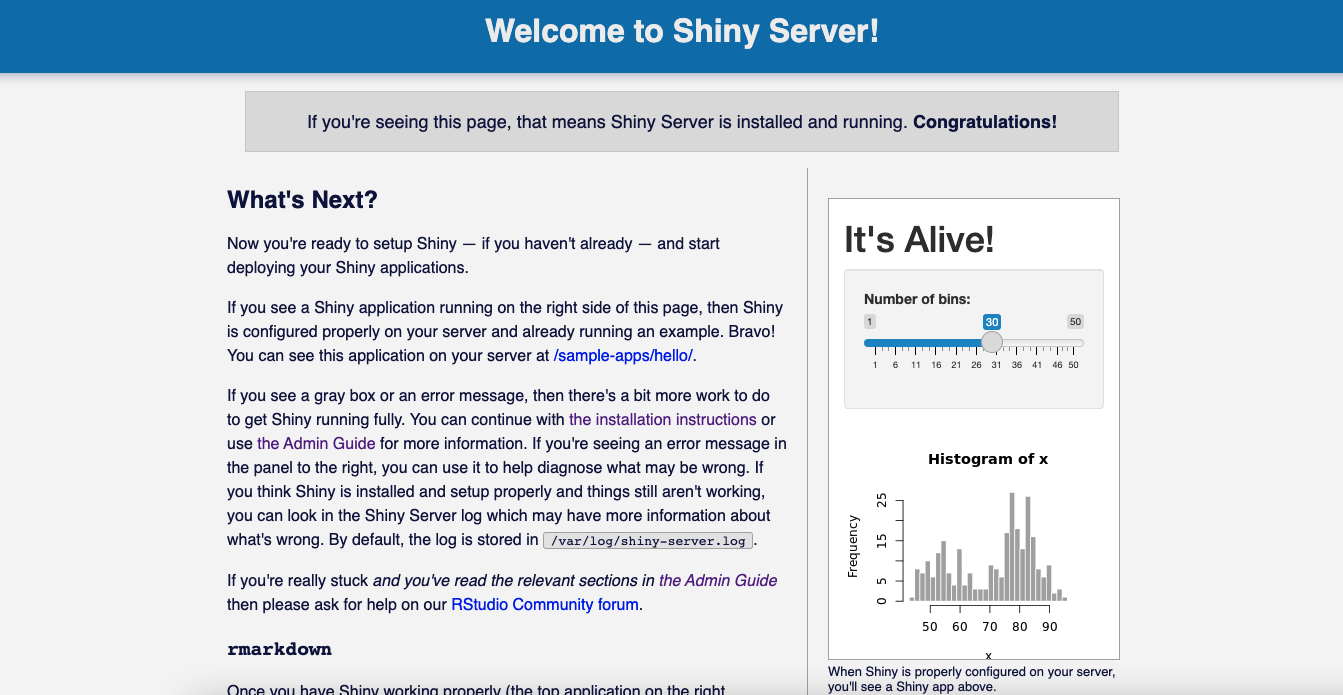 Welcome to Shiny Server!
If you're seeing this page, that means Shiny Server is installed and running. Congratulations!
What's Next?
Now you're ready to setup Shiny — if you haven't already — and start
deploying your Shiny applications.
If you see a Shiny application running on the right side of this page, then Shiny
is configured properly on your server and already running an example. Bravo!
You can see this application on your server at /sample-apps/hello/.
If you see a gray box or an error message, then there's a bit more work to do
to get Shiny running fully. You can continue with the installation instructions or
use the Admin Guide for more information. If you're seeing an error message in
the panel to the right, you can use it to help diagnose what may be wrong. If
you think Shiny is installed and setup properly and things still aren't working,
you can look in the Shiny Server log which may have more information about
what's wrong. By default, the log is stored in /var/log/shiny-server.log.
If you're really stuck and you've read the relevant sections in the Admin Guide
then please ask for help on our RStudio Community forum.
rmarkdown
Once you have Shiny working properly (the top application on the right
It's Alive!
Number of bins:
1 30 50
1 6 11 16 21 26 31 36 41 46 50
Histogram of x
Frequency
25
15
5
0
50 60 70 80 90
x
When Shiny is properly configured on your server,
you'll see a Shiny app above.